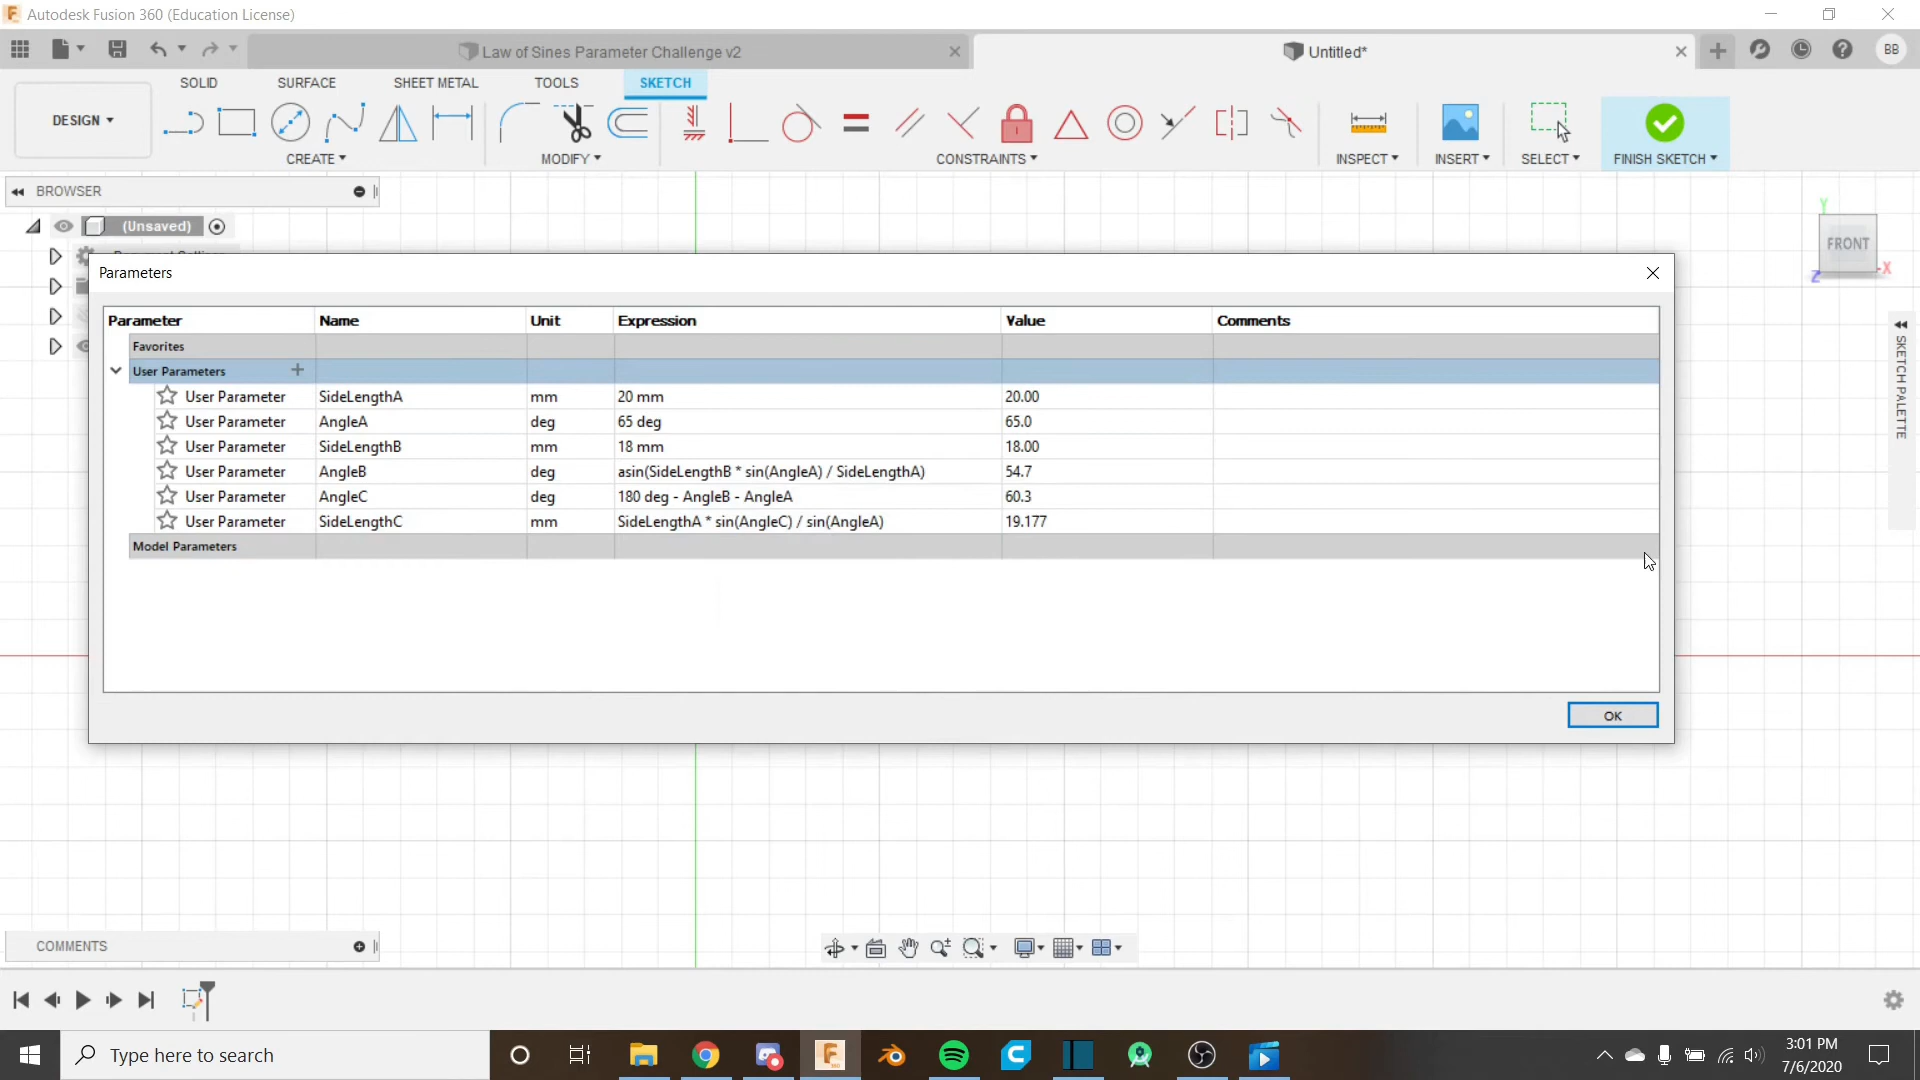 Autodesk Fusion 360 (Education License)
Law of Sines Parameter Challenge v2
Untitled*
BB
DESIGN
SOLID
SURFACE
SHEET METAL
TOOLS
SKETCH
CREATE
MODIFY
CONSTRAINTS
INSPECT
INSERT
SELECT
FINISH SKETCH
BROWSER
(Unsaved)
Y
FRONT
X
Z
SKETCH PALETTE
Parameters
Parameter Name Unit Expression Value Comments
Favorites
User Parameters
User Parameter SideLengthA mm 20 mm 20.00
User Parameter AngleA deg 65 deg 65.0
User Parameter SideLengthB mm 18 mm 18.00
User Parameter AngleB deg asin(SideLengthB * sin(AngleA) / SideLengthA) 54.7
User Parameter AngleC deg 180 deg - AngleB - AngleA 60.3
User Parameter SideLengthC mm SideLengthA * sin(AngleC) / sin(AngleA) 19.177
Model Parameters
OK
COMMENTS
Type here to search
3:01 PM
7/6/2020